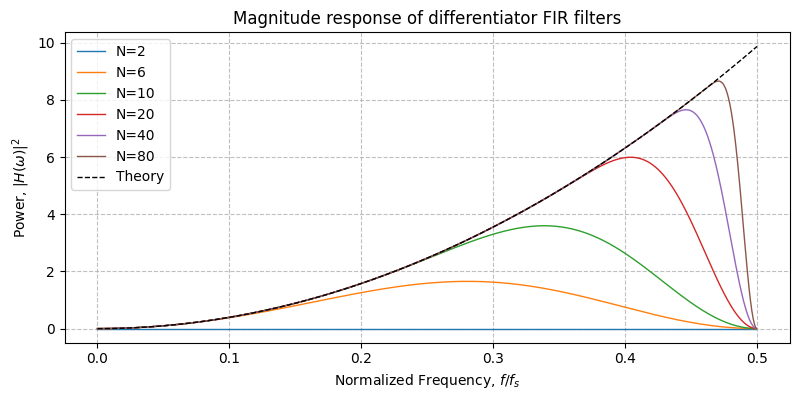 Magnitude response of differentiator FIR filters
Power, |H(ω)|²
10
8
6
4
2
0
N=2
N=6
N=10
N=20
N=40
N=80
Theory
0.0 0.1 0.2 0.3 0.4 0.5
Normalized Frequency, f/fₛ